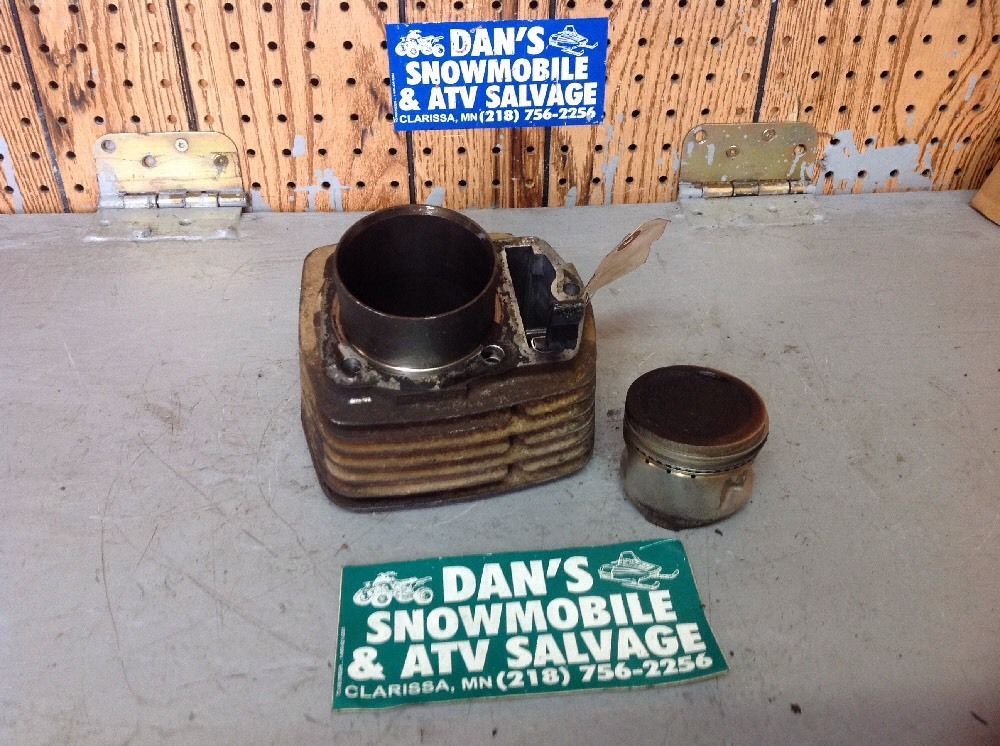 DAN'S
SNOWMOBILE
& ATV SALVAGE
CLARISSA, MN (218) 756-2256
DAN'S
SNOWMOBILE
& ATV SALVAGE
CLARISSA, MN (218) 756-2256